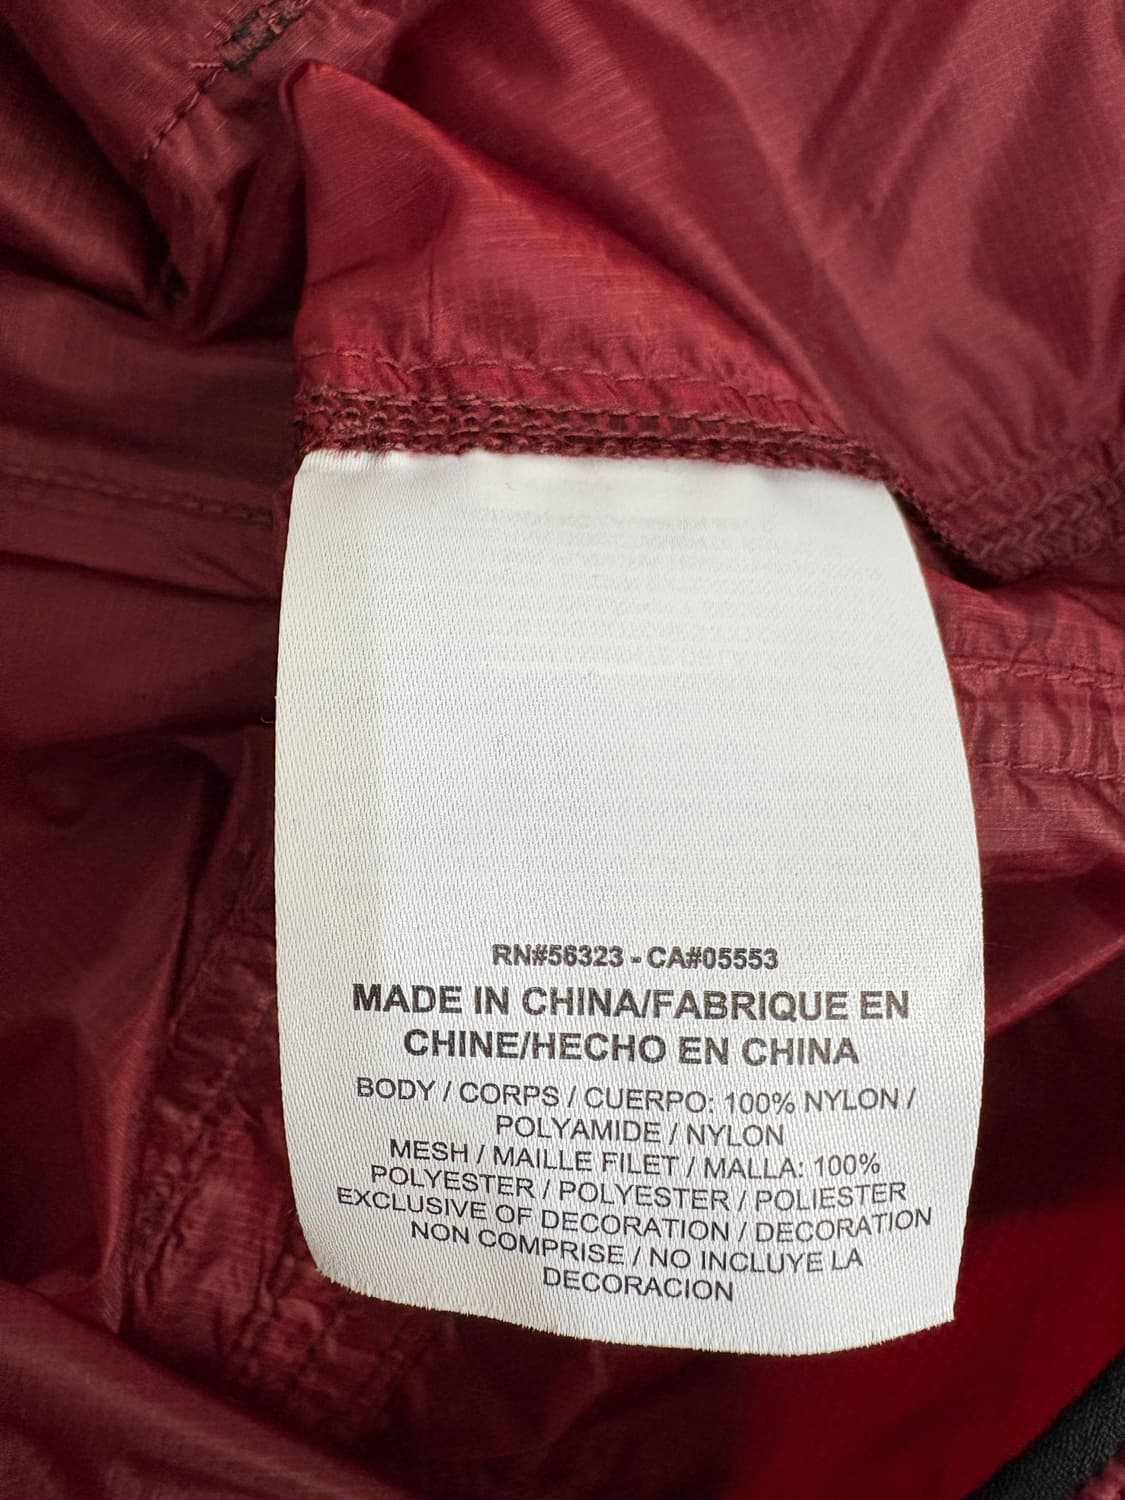 RN#56323 - CA#05553
MADE IN CHINA/FABRIQUE EN
CHINE/HECHO EN CHINA
BODY / CORPS / CUERPO: 100% NYLON /
POLYAMIDE / NYLON
MESH / MAILLE FILET / MALLA: 100%
POLYESTER / POLYESTER / POLIESTER
EXCLUSIVE OF DECORATION / DECORATION
NON COMPRISE / NO INCLUYE LA
DECORACION